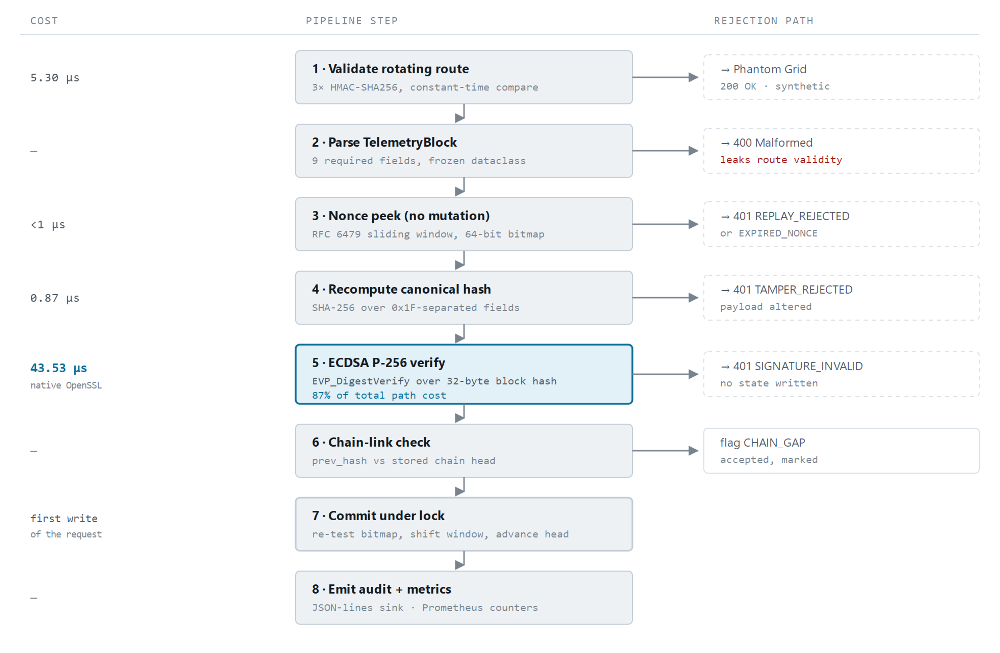 COST PIPELINE STEP REJECTION PATH
5.30 µs
1 · Validate rotating route
3× HMAC-SHA256, constant-time compare
→ Phantom Grid
200 OK · synthetic
—
2 · Parse TelemetryBlock
9 required fields, frozen dataclass
→ 400 Malformed
leaks route validity
<1 µs
3 · Nonce peek (no mutation)
RFC 6479 sliding window, 64-bit bitmap
→ 401 REPLAY_REJECTED
or EXPIRED_NONCE
0.87 µs
4 · Recompute canonical hash
SHA-256 over 0x1F-separated fields
→ 401 TAMPER_REJECTED
payload altered
43.53 µs
native OpenSSL
5 · ECDSA P-256 verify
EVP_DigestVerify over 32-byte block hash
87% of total path cost
→ 401 SIGNATURE_INVALID
no state written
—
6 · Chain-link check
prev_hash vs stored chain head
flag CHAIN_GAP
accepted, marked
first write
of the request
7 · Commit under lock
re-test bitmap, shift window, advance head
—
8 · Emit audit + metrics
JSON-lines sink · Prometheus counters